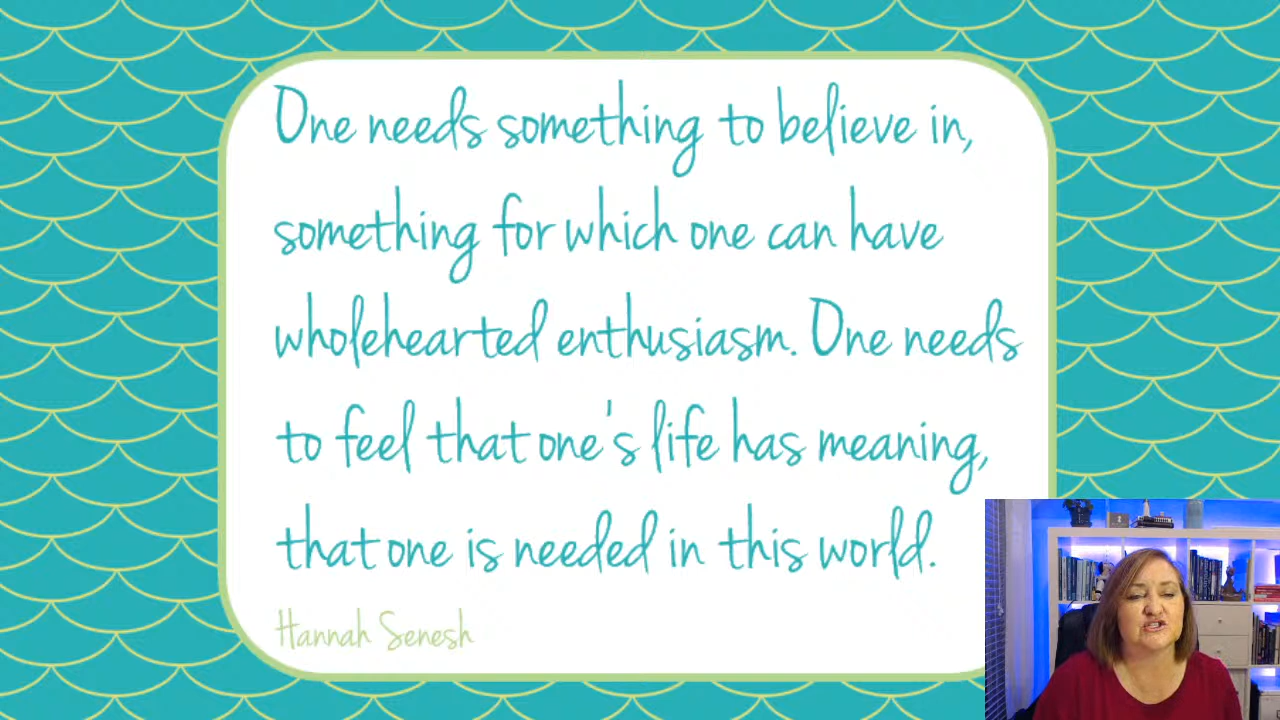 One needs something to believe in,
something for which one can have
wholehearted enthusiasm. One needs
to feel that one's life has meaning,
that one is needed in this world.
Hannah Senesh